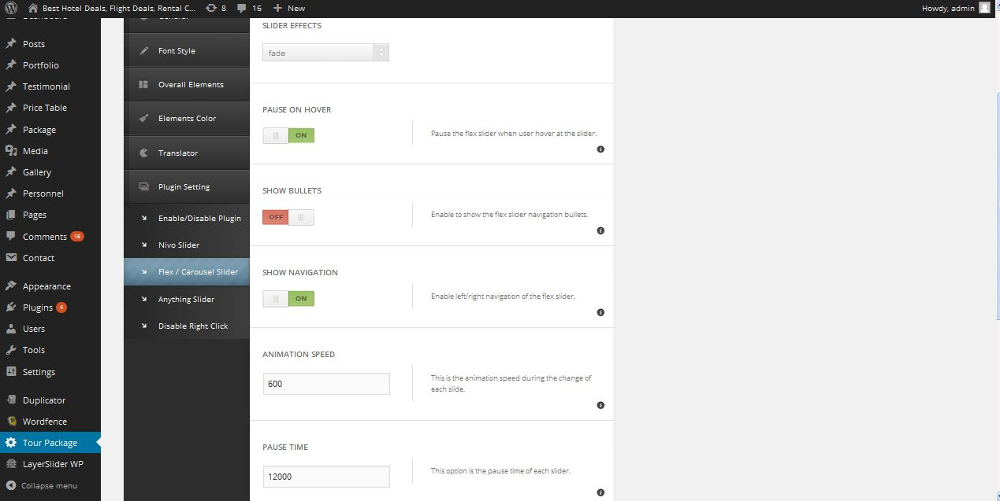 Best Hotel Deals, Flight Deals, Rental C...
8
16
New
Howdy, admin
Dashboard
Posts
Portfolio
Testimonial
Price Table
Package
Media
Gallery
Personnel
Pages
Comments 16
Contact
Appearance
Plugins 4
Users
Tools
Settings
Duplicator
Wordfence
Tour Package
LayerSlider WP
Collapse menu
General
Font Style
Overall Elements
Elements Color
Translator
Plugin Setting
Enable/Disable Plugin
Nivo Slider
Flex / Carousel Slider
Anything Slider
Disable Right Click
SLIDER EFFECTS
fade
PAUSE ON HOVER
ON
Pause the flex slider when user hover at the slider.
SHOW BULLETS
OFF
Enable to show the flex slider navigation bullets.
SHOW NAVIGATION
ON
Enable left/right navigation of the flex slider.
ANIMATION SPEED
600
This is the animation speed during the change of
each slide.
PAUSE TIME
12000
This option is the pause time of each slider.